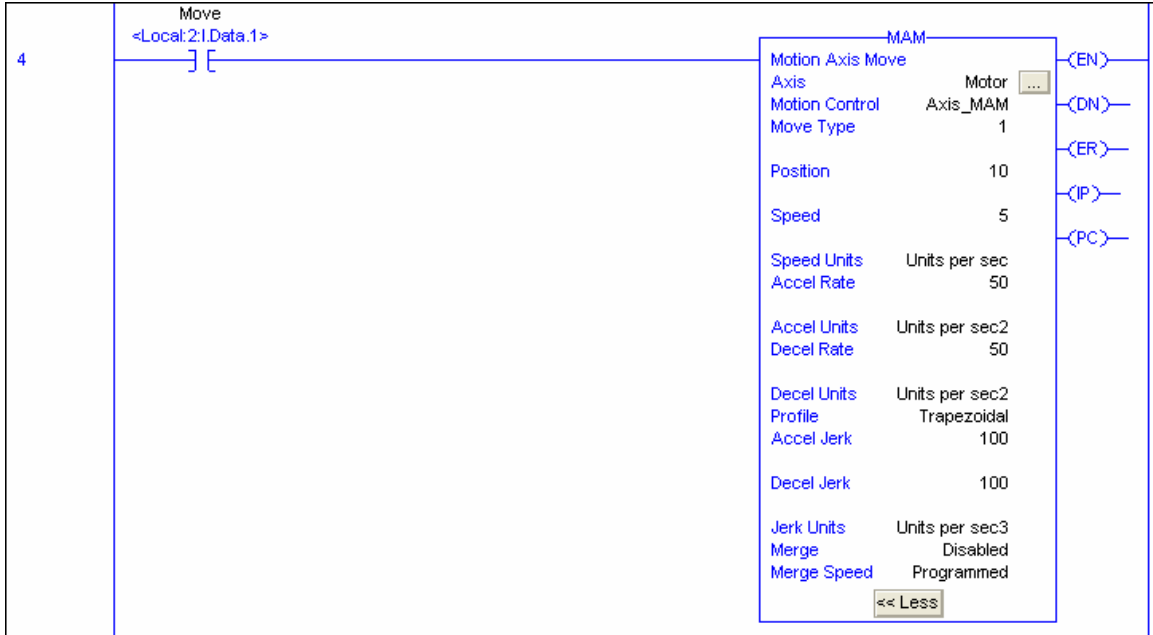 Move
<Local:2:I.Data.1>
4
MAM
Motion Axis Move
Axis Motor ...
Motion Control Axis_MAM
Move Type 1
Position 10
Speed 5
Speed Units Units per sec
Accel Rate 50
Accel Units Units per sec2
Decel Rate 50
Decel Units Units per sec2
Profile Trapezoidal
Accel Jerk 100
Decel Jerk 100
Jerk Units Units per sec3
Merge Disabled
Merge Speed Programmed
<< Less
EN
DN
ER
IP
PC